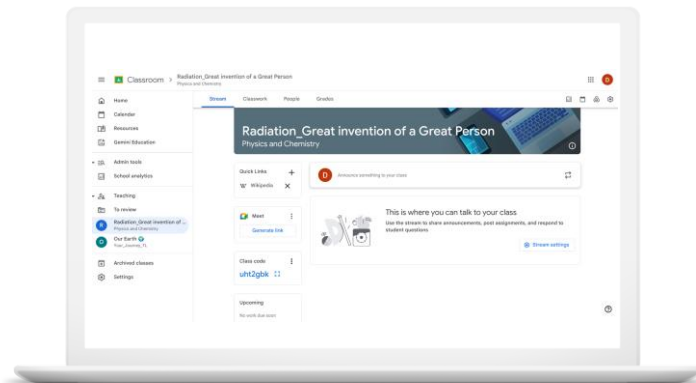 Classroom
Radiation_Great invention of a Great Person
Physics and Chemistry
D
Home
Calendar
Resources
Gemini Education
Admin tools
School analytics
Teaching
To review
R
Radiation_Great invention of ...
Physics and Chemistry
O
Our Earth
Archived classes
Settings
Stream Classwork People Grades
Radiation_Great invention of a Great Person
Physics and Chemistry
Quick Links
W Wikipedia
Meet
Generate link
Class code
uht2gbk
Upcoming
No work due soon
D
Announce something to your class
This is where you can talk to your class
Use the stream to share announcements, post assignments, and respond to
student questions
Stream settings